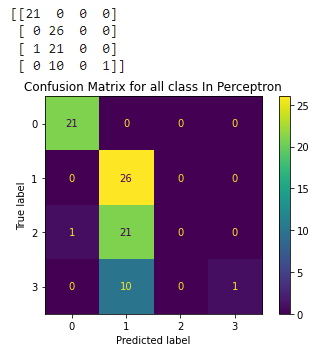 [[21 0 0 0]
[ 0 26 0 0]
[ 1 21 0 0]
[ 0 10 0 1]]
Confusion Matrix for all class In Perceptron
0 21 0 0 0
1 0 26 0 0
2 1 21 0 0
3 0 10 0 1
0 1 2 3
Predicted label
True label
25
20
15
10
5
0